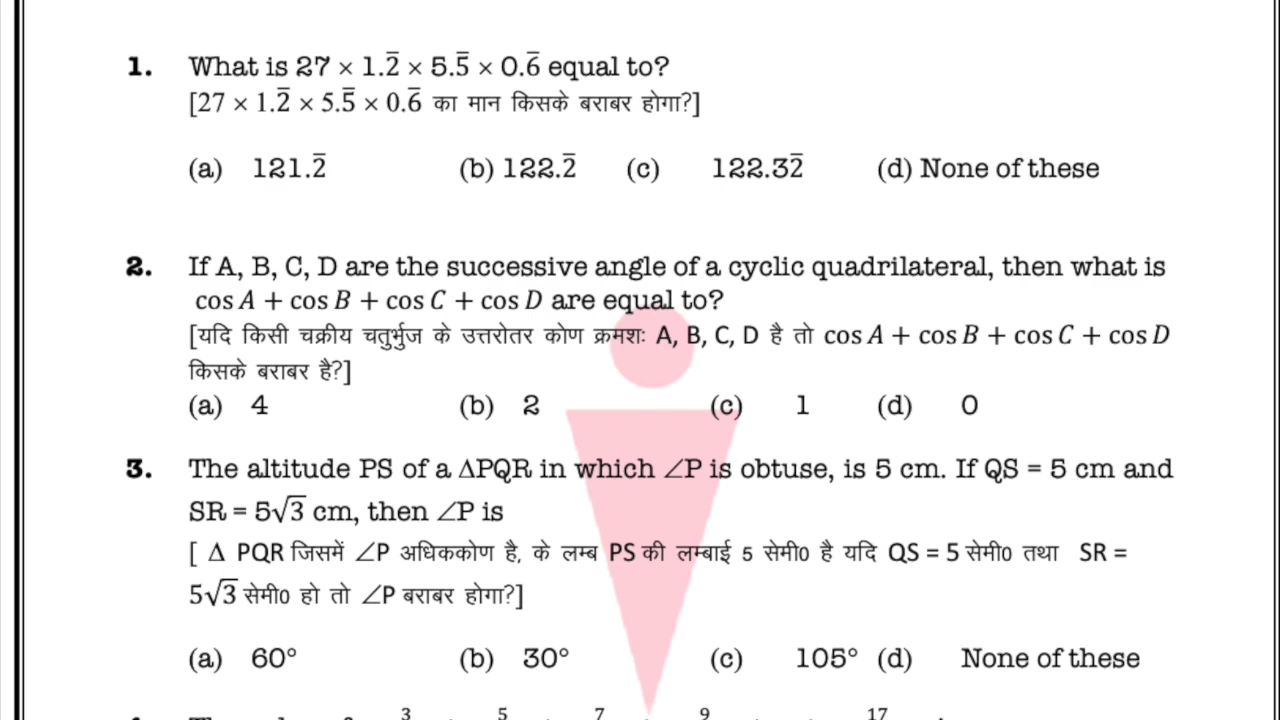 1. What is 27 × 1.2̅ × 5.5̅ × 0.6̅ equal to?
[27 × 1.2̅ × 5.5̅ × 0.6̅ का मान किसके बराबर होगा?]
(a) 121.2̅ (b) 122.2̅ (c) 122.32̅ (d) None of these
2. If A, B, C, D are the successive angle of a cyclic quadrilateral, then what is
cos A + cos B + cos C + cos D are equal to?
[यदि किसी चक्रीय चतुर्भुज के उत्तरोतर कोण क्रमशः A, B, C, D है तो cos A + cos B + cos C + cos D
किसके बराबर है?]
(a) 4 (b) 2 (c) 1 (d) 0
3. The altitude PS of a ΔPQR in which ∠P is obtuse, is 5 cm. If QS = 5 cm and
SR = 5√3 cm, then ∠P is
[ Δ PQR जिसमें ∠P अधिककोण है, के लम्ब PS की लम्बाई 5 सेमी0 है यदि QS = 5 सेमी0 तथा SR =
5√3 सेमी0 हो तो ∠P बराबर होगा?]
(a) 60° (b) 30° (c) 105° (d) None of these
3 5 7 9 17